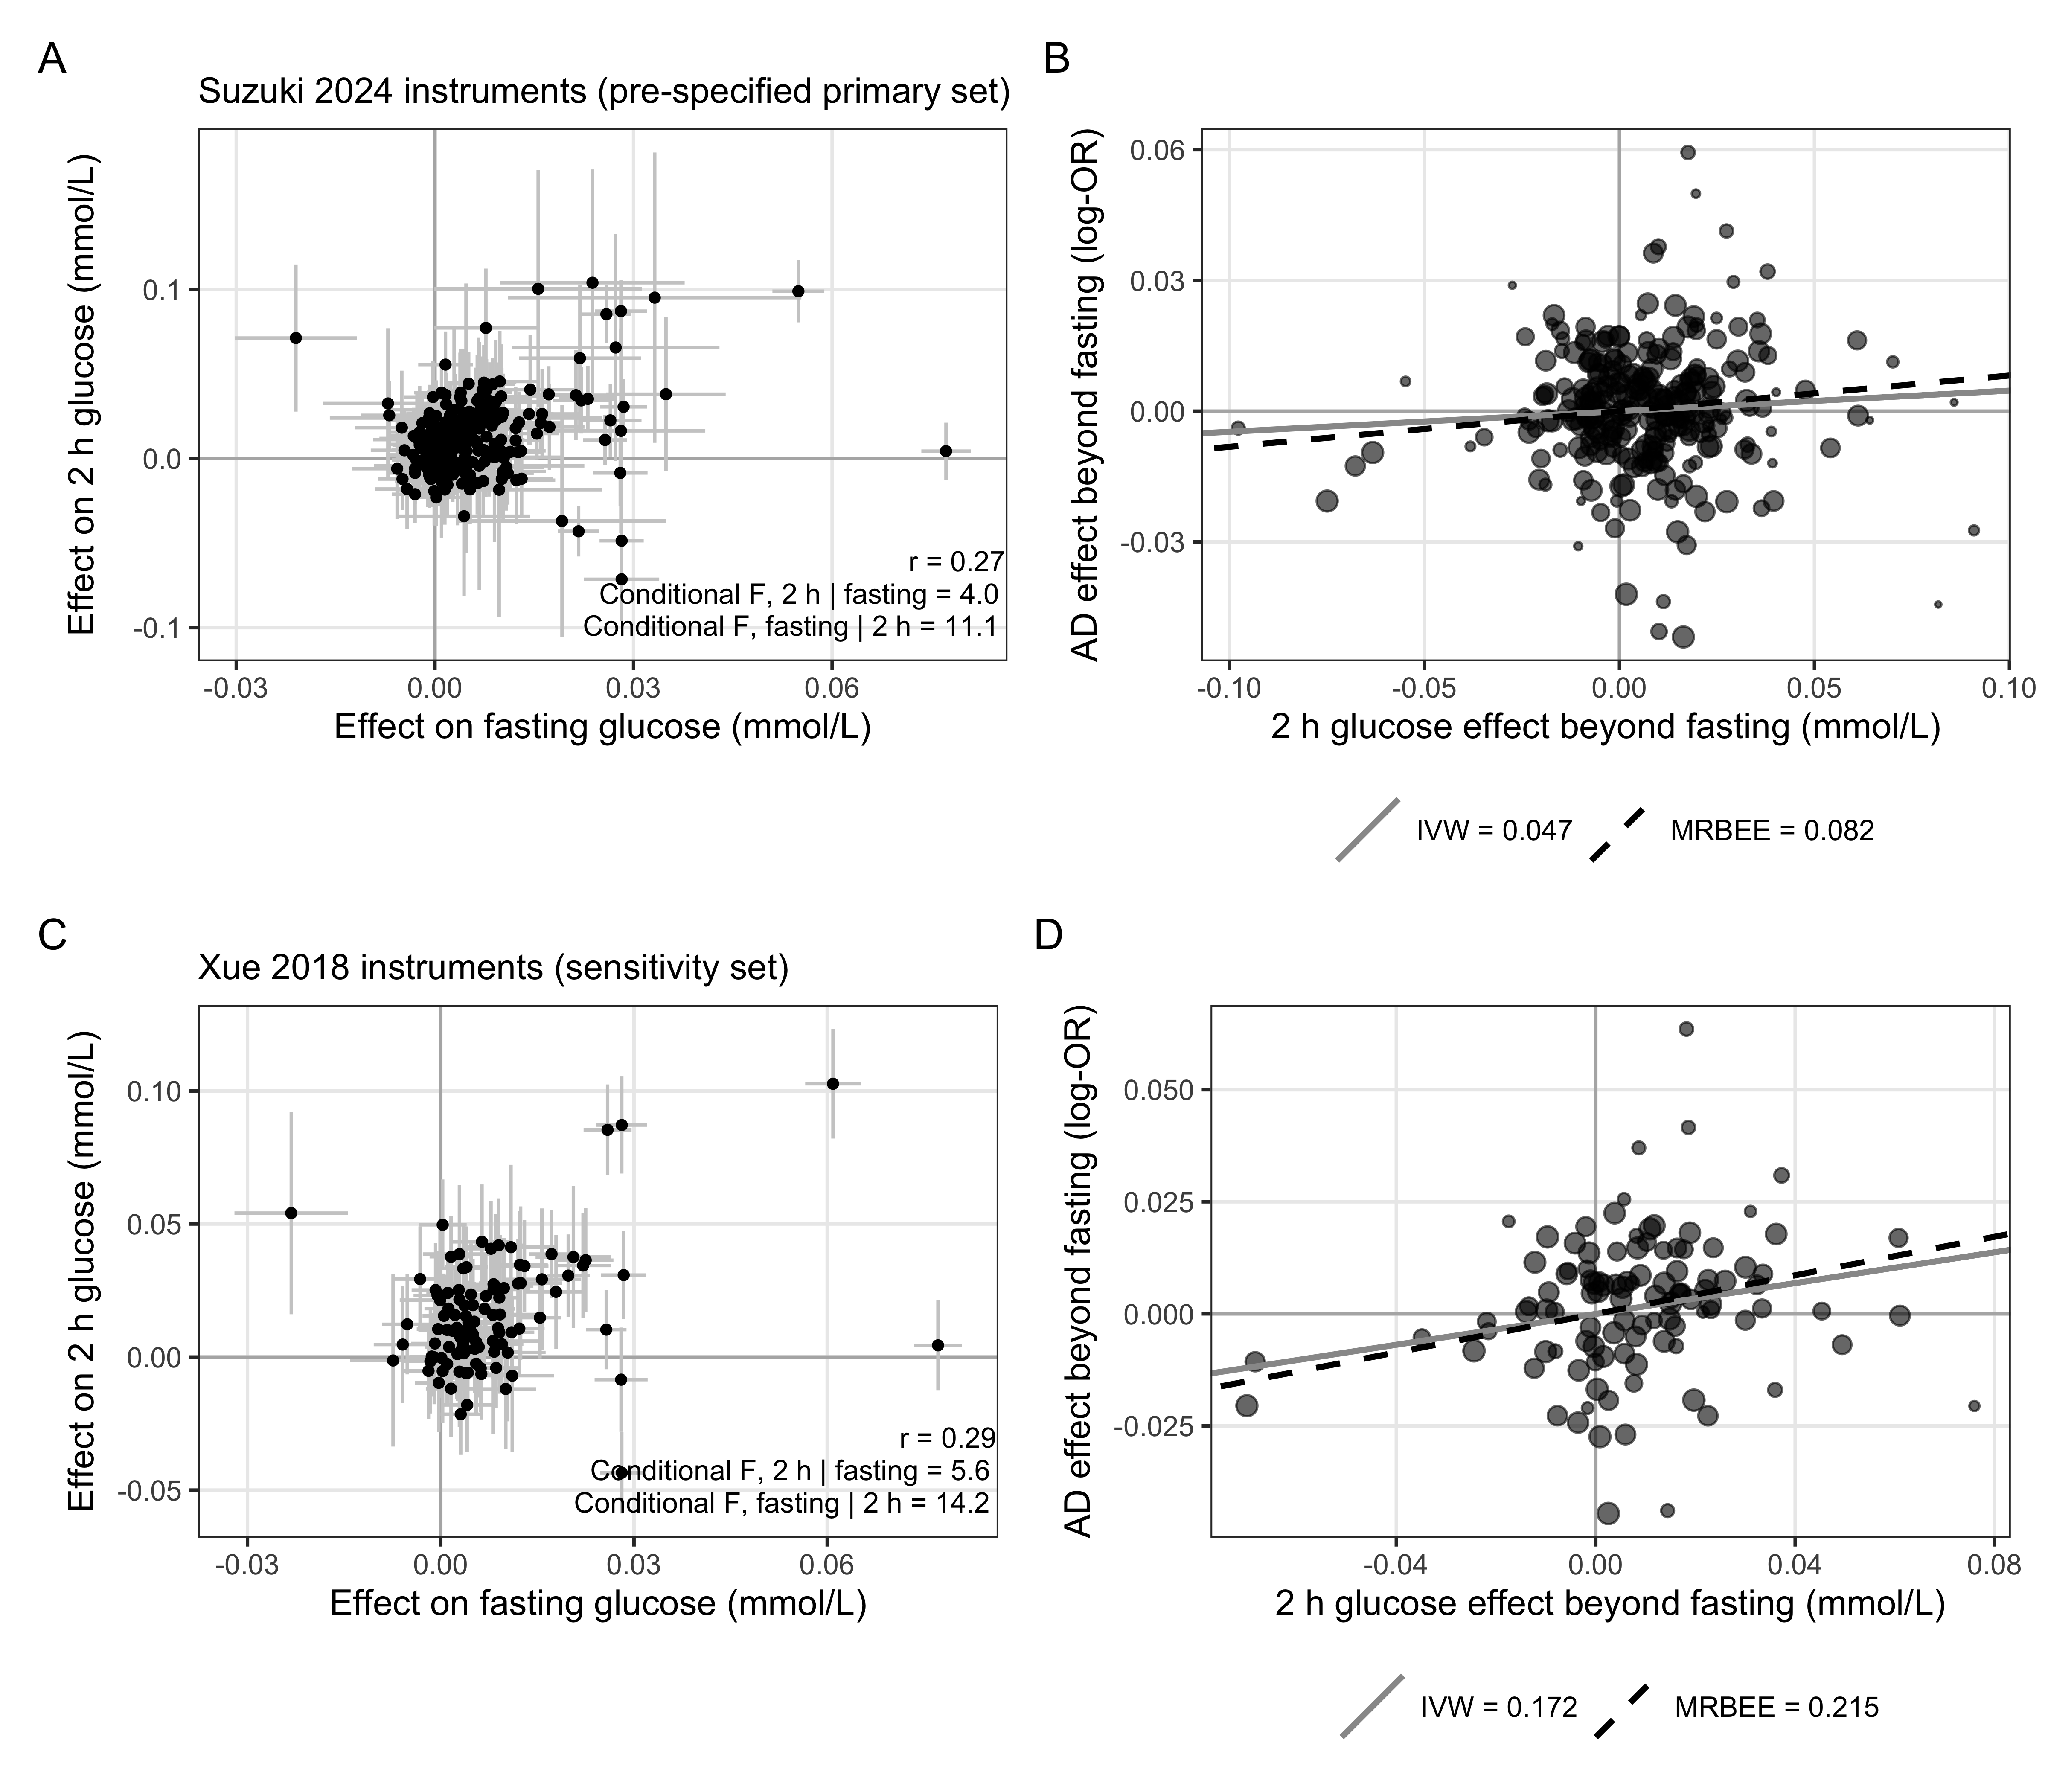 A
Suzuki 2024 instruments (pre-specified primary set)
Effect on 2 h glucose (mmol/L)
0.1
0.0
-0.1
r = 0.27
Conditional F, 2 h | fasting = 4.0
Conditional F, fasting | 2 h = 11.1
-0.03
0.00
0.03
0.06
Effect on fasting glucose (mmol/L)
B
AD effect beyond fasting (log-OR)
0.06
0.03
0.00
-0.03
-0.10
-0.05
0.00
0.05
0.10
2 h glucose effect beyond fasting (mmol/L)
IVW = 0.047
MRBEE = 0.082
C
Xue 2018 instruments (sensitivity set)
Effect on 2 h glucose (mmol/L)
0.10
0.05
0.00
-0.05
r = 0.29
Conditional F, 2 h | fasting = 5.6
Conditional F, fasting | 2 h = 14.2
-0.03
0.00
0.03
0.06
Effect on fasting glucose (mmol/L)
D
AD effect beyond fasting (log-OR)
0.050
0.025
0.000
-0.025
-0.04
0.00
0.04
0.08
2 h glucose effect beyond fasting (mmol/L)
IVW = 0.172
MRBEE = 0.215